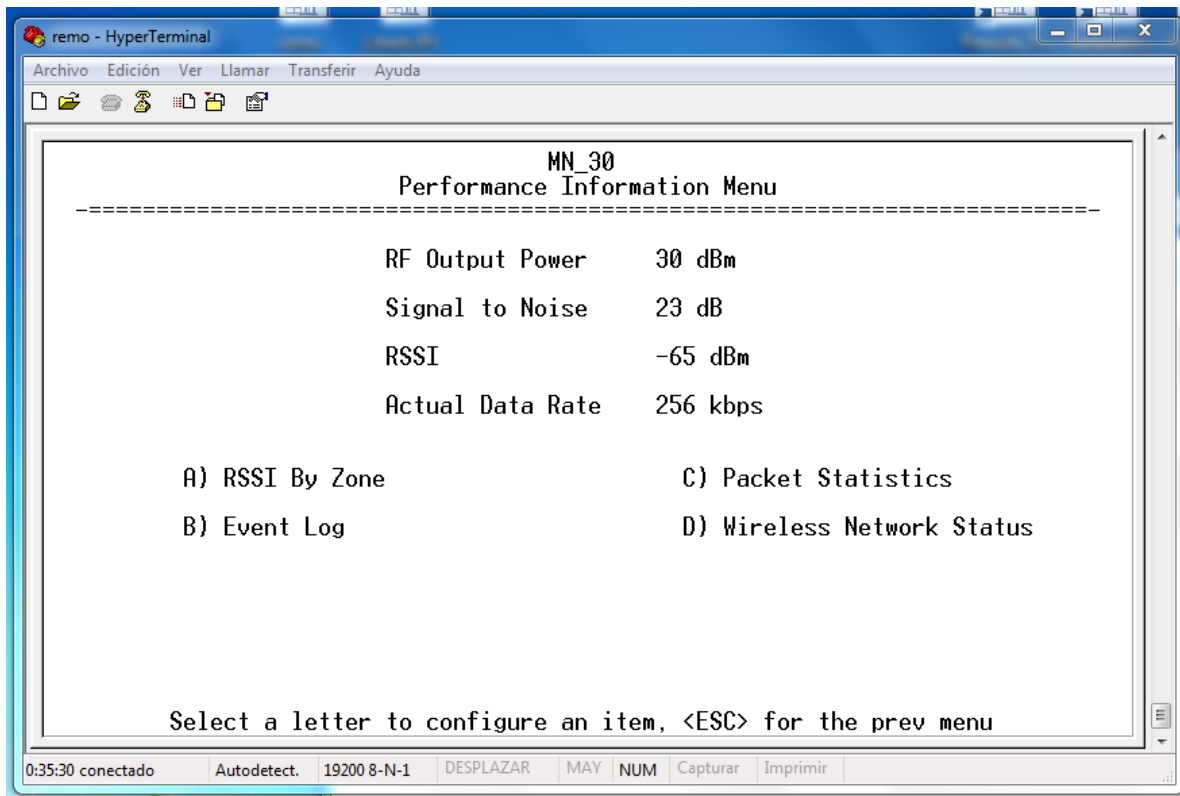 remo - HyperTerminal
Archivo Edición Ver Llamar Transferir Ayuda
MN_30
Performance Information Menu
-==========================================================================-
RF Output Power 30 dBm
Signal to Noise 23 dB
RSSI -65 dBm
Actual Data Rate 256 kbps
A) RSSI By Zone C) Packet Statistics
B) Event Log D) Wireless Network Status
Select a letter to configure an item, <ESC> for the prev menu
0:35:30 conectado Autodetect. 19200 8-N-1 DESPLAZAR MAY NUM Capturar Imprimir